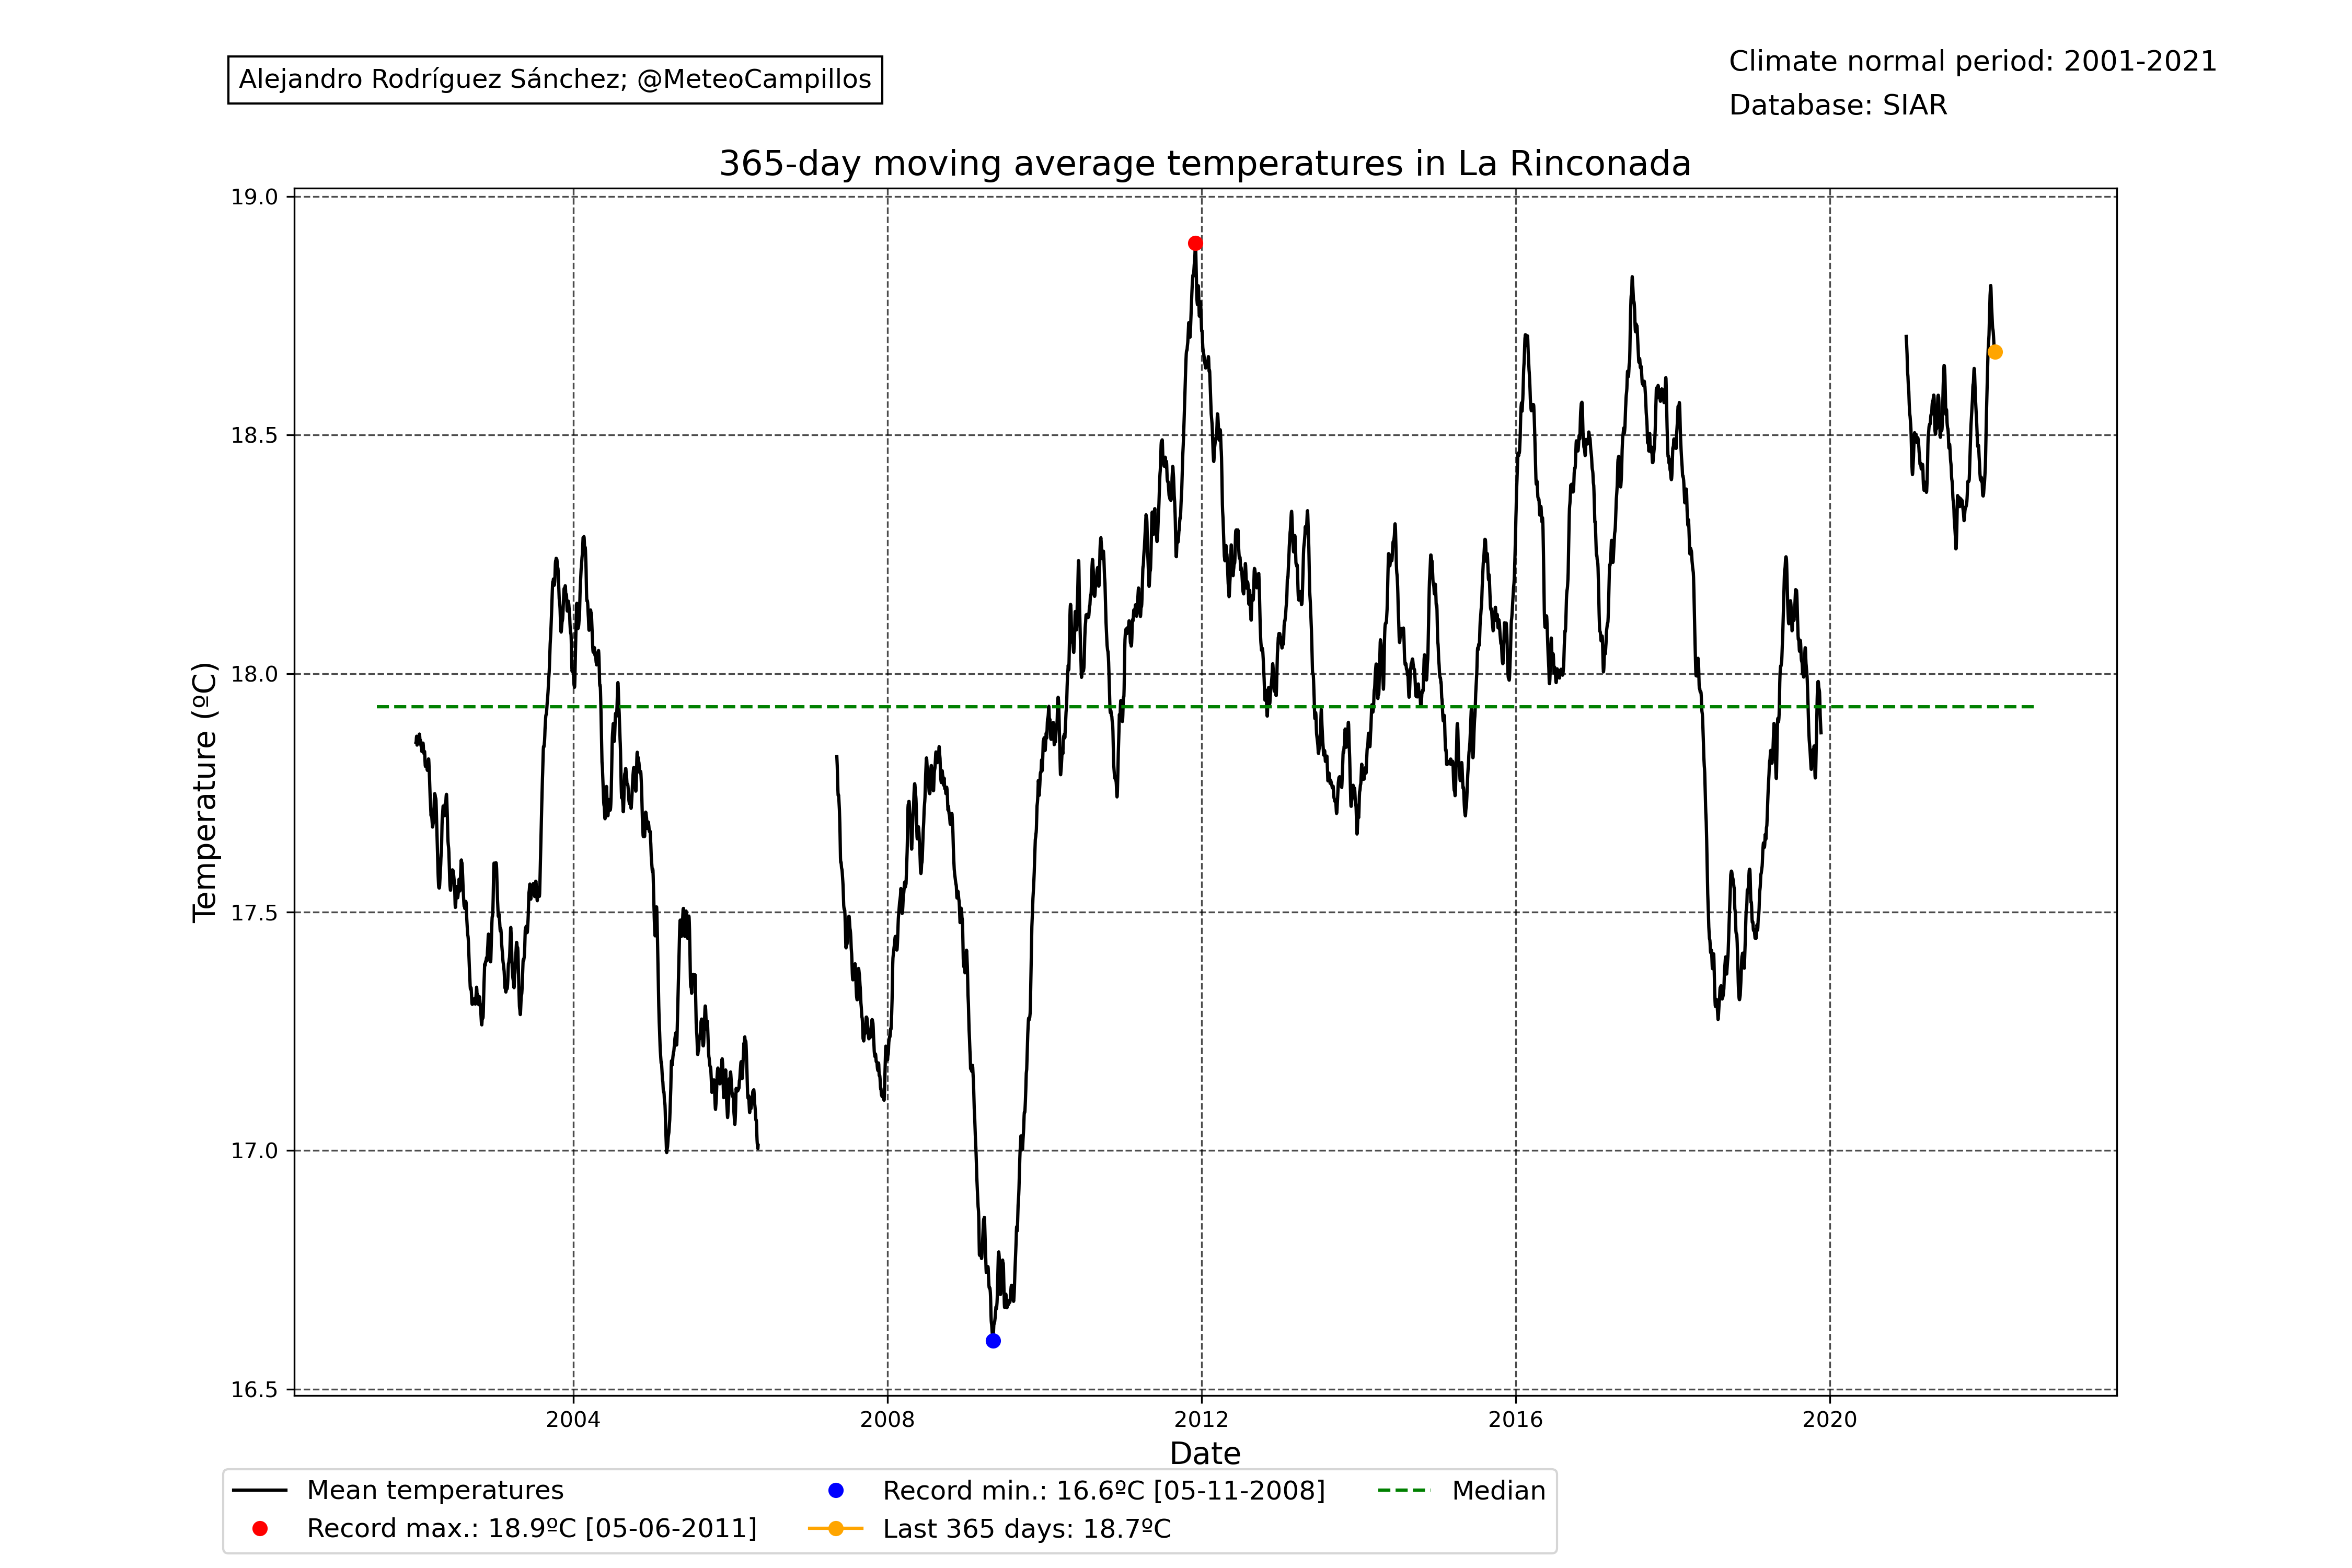 Alejandro Rodríguez Sánchez; @MeteoCampillos
Climate normal period: 2001-2021
Database: SIAR
365-day moving average temperatures in La Rinconada
19.0
18.5
18.0
17.5
17.0
16.5
Temperature (ºC)
2004 2008 2012 2016 2020
Date
Mean temperatures
Record max.: 18.9ºC [05-06-2011]
Record min.: 16.6ºC [05-11-2008]
Last 365 days: 18.7ºC
Median